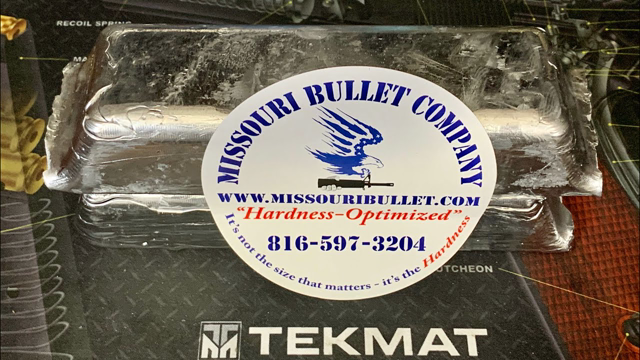 RECOIL SPRING
MISSOURI BULLET COMPANY
WWW.MISSOURIBULLET.COM
"Hardness-Optimized"
816-597-3204
It's not the size that matters - it's the Hardness
TEKMAT